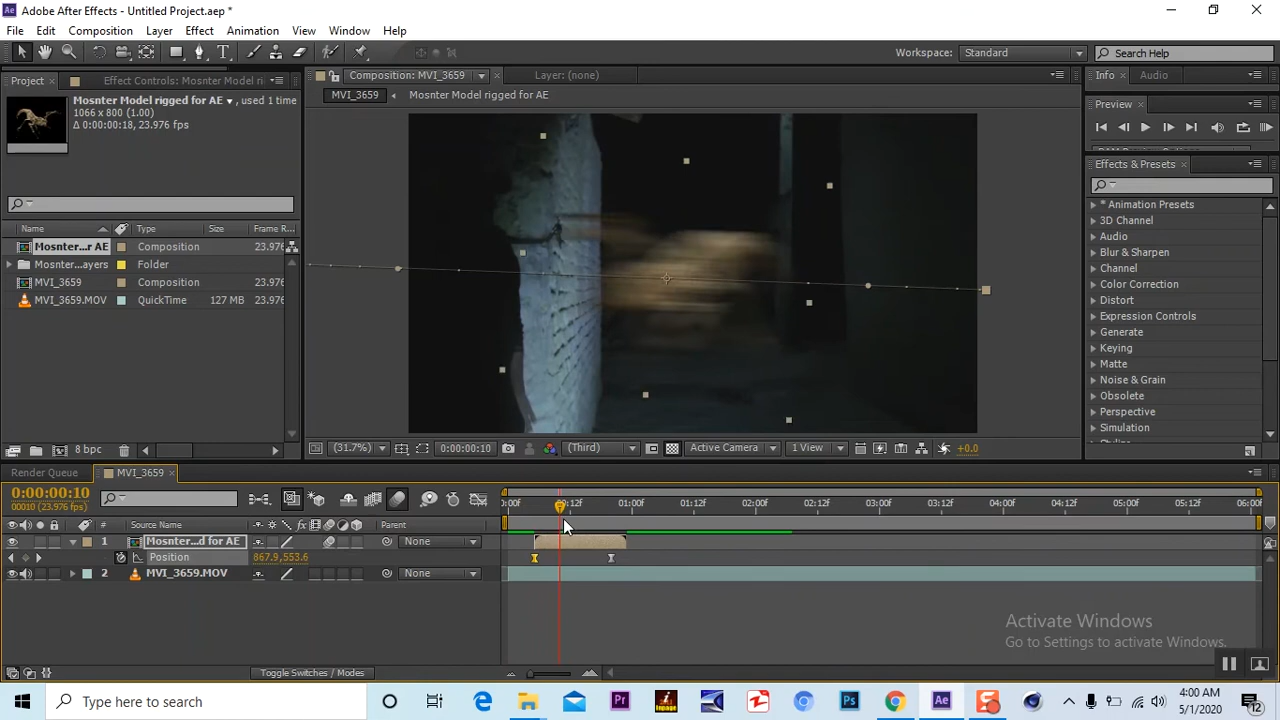 Adobe After Effects - Untitled Project.aep *
File Edit Composition Layer Effect Animation View Window Help
Workspace: Standard Search Help
Project Effect Controls: Mosnter Model ri
Composition: MVI_3659 Layer: (none)
Info Audio
MVI_3659 Mosnter Model rigged for AE
Mosnter Model rigged for AE , used 1 time
1066 x 800 (1.00)
Δ 0:00:00:18, 23.976 fps
Preview
Effects & Presets
Name Type Size Frame R
Mosnter...r AE Composition 23.976
Mosnter...ayers Folder
MVI_3659 Composition 23.976
MVI_3659.MOV QuickTime 127 MB 23.976
* Animation Presets
3D Channel
Audio
Blur & Sharpen
Channel
Color Correction
Distort
Expression Controls
Generate
Keying
Matte
Noise & Grain
Obsolete
Perspective
Simulation
8 bpc
(31.7%) 0:00:00:10 (Third) Active Camera 1 View +0.0
Render Queue MVI_3659
0:00:00:10
00010 (23.976 fps)
):00f 00:12f 01:00f 01:12f 02:00f 02:12f 03:00f 03:12f 04:00f 04:12f 05:00f 05:12f 06:00
# Source Name Parent
1 Mosnter...d for AE None
Position 867.9,553.6
2 MVI_3659.MOV None
Activate Windows
Go to Settings to activate Windows.
Toggle Switches / Modes
Type here to search
4:00 AM
5/1/2020
12